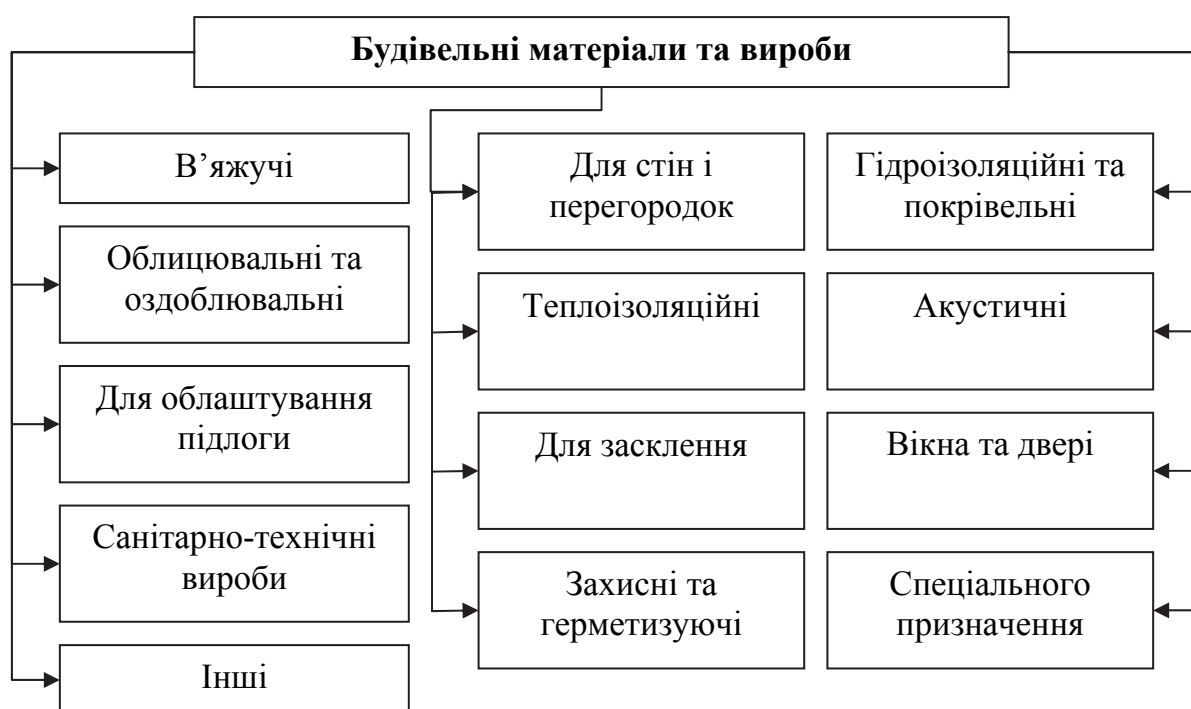 Будівельні матеріали та вироби
В’яжучі
Облицювальні та
оздоблювальні
Для облаштування
підлоги
Санітарно-технічні
вироби
Інші
Для стін і
перегородок
Теплоізоляційні
Для засклення
Захисні та
герметизуючі
Гідроізоляційні та
покрівельні
Акустичні
Вікна та двері
Спеціального
призначення